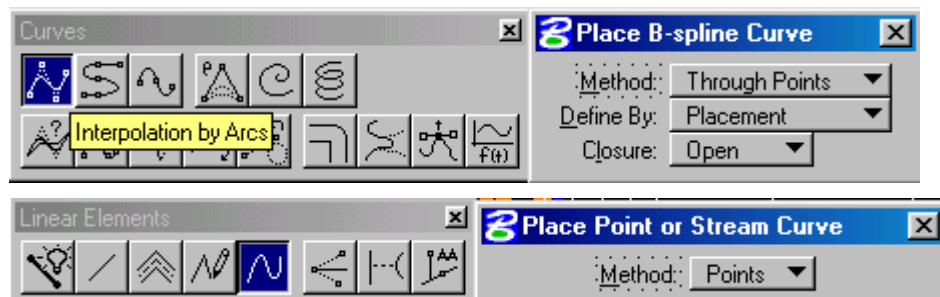 Curves
Place B-spline Curve
Method: Through Points
Define By: Placement
Closure: Open
Interpolation by Arcs
f(t)
Linear Elements
Place Point or Stream Curve
Method: Points